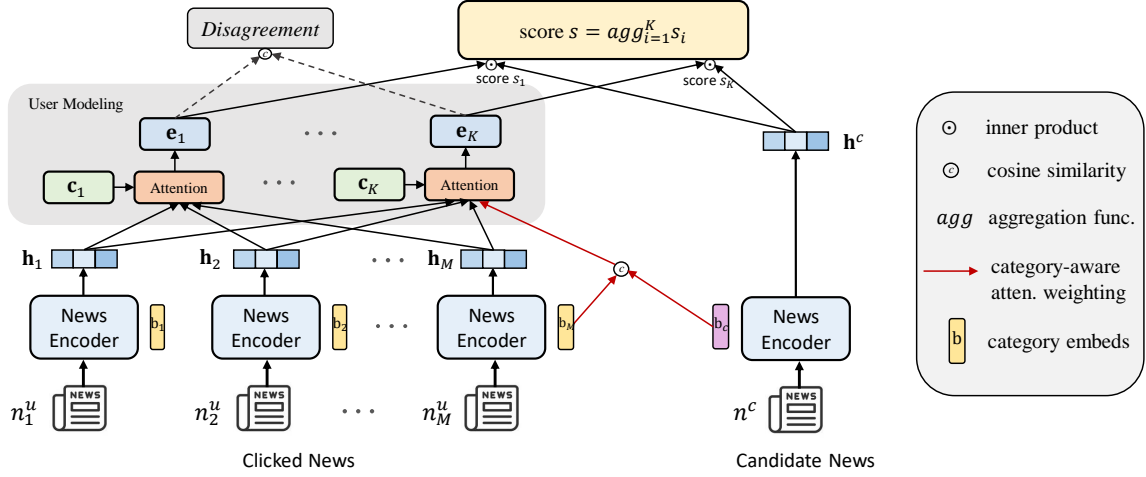 Disagreement
c
score s = agg_{i=1}^{K} s_i
score s_1
score s_K
User Modeling
e_1
· · ·
e_K
c_1
Attention
· · ·
c_K
Attention
h_1
h_2
· · ·
h_M
h^c
c
News
Encoder
b_1
News
Encoder
b_2
· · ·
News
Encoder
b_M
b_c
News
Encoder
n_1^u
NEWS
n_2^u
NEWS
· · ·
n_M^u
NEWS
n^c
NEWS
Clicked News
Candidate News
inner product
c
cosine similarity
agg
aggregation func.
category-aware
atten. weighting
b
category embeds